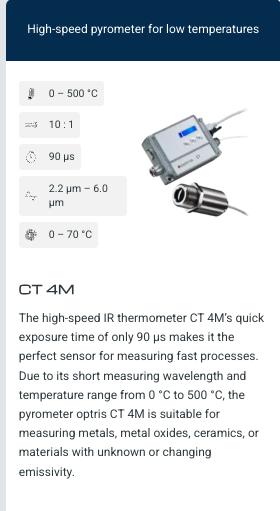 High-speed pyrometer for low temperatures
0 – 500 °C
10 : 1
90 µs
2.2 µm – 6.0
µm
0 – 70 °C
CT 4M
The high-speed IR thermometer CT 4M’s quick
exposure time of only 90 µs makes it the
perfect sensor for measuring fast processes.
Due to its short measuring wavelength and
temperature range from 0 °C to 500 °C, the
pyrometer optris CT 4M is suitable for
measuring metals, metal oxides, ceramics, or
materials with unknown or changing
emissivity.